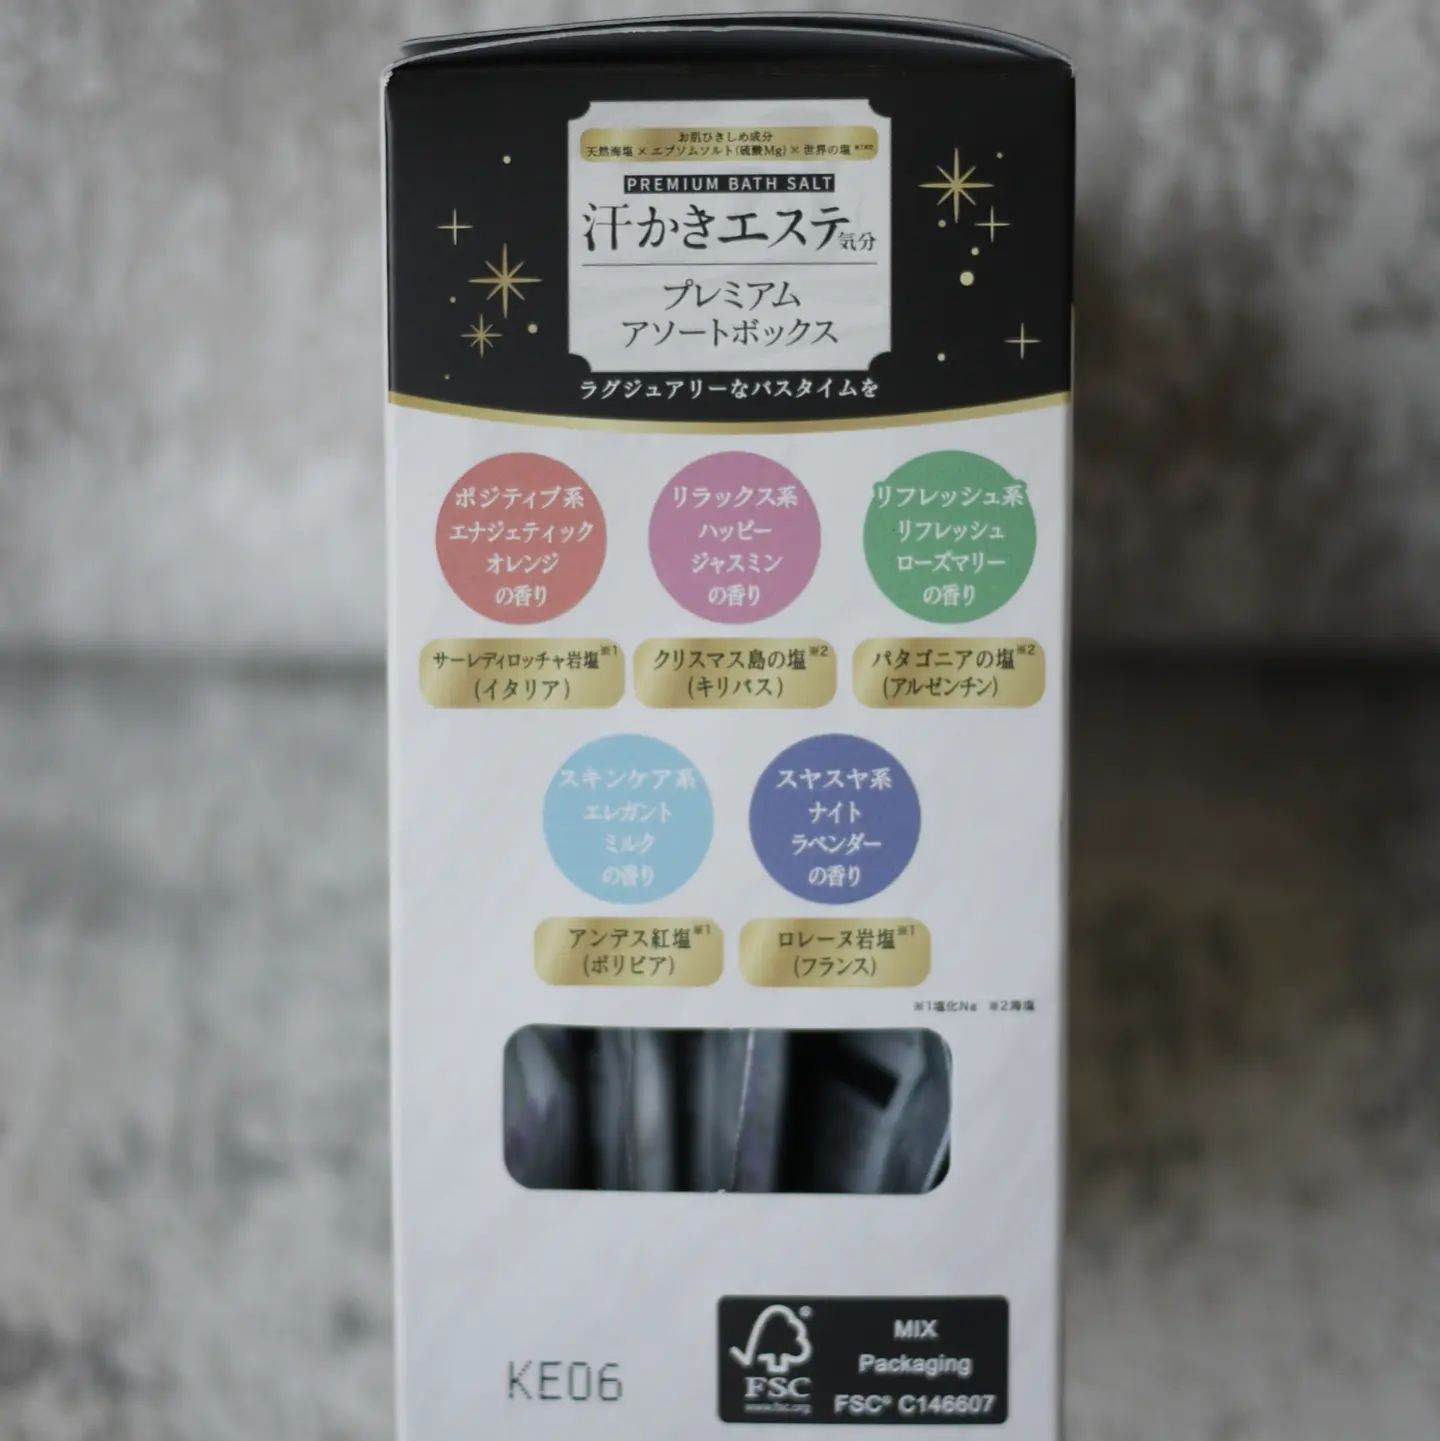 お肌ひきしめ成分
天然海塩×エプソムソルト(硫酸Mg)×世界の塩
PREMIUM BATH SALT
汗かきエステ気分
プレミアム
アソートボックス
ラグジュアリーなバスタイムを
ポジティブ系
エナジェティック
オレンジ
の香り
サーレディロッチャ岩塩※1
(イタリア)
リラックス系
ハッピー
ジャスミン
の香り
クリスマス島の塩※2
(キリバス)
リフレッシュ系
リフレッシュ
ローズマリー
の香り
パタゴニアの塩※2
(アルゼンチン)
スキンケア系
エレガント
ミルク
の香り
アンデス紅塩※1
(ボリビア)
スヤスヤ系
ナイト
ラベンダー
の香り
ロレーヌ岩塩※1
(フランス)
※1塩化Na ※2海塩
KE06
FSC
www.fsc.org
MIX
Packaging
FSC® C146607